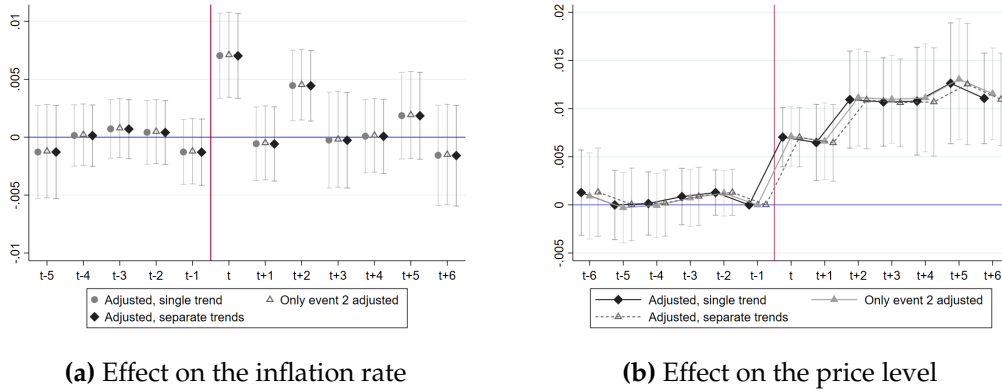 .01
.005
0
-.005
-.01
t-5 t-4 t-3 t-2 t-1 t t+1 t+2 t+3 t+4 t+5 t+6
Adjusted, single trend Only event 2 adjusted
Adjusted, separate trends
(a) Effect on the inflation rate
.02
.015
.01
.005
0
-.005
t-6 t-5 t-4 t-3 t-2 t-1 t t+1 t+2 t+3 t+4 t+5 t+6
Adjusted, single trend Only event 2 adjusted
Adjusted, separate trends
(b) Effect on the price level